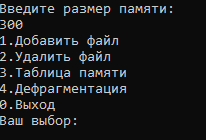 Введите размер памяти:
300
1.Добавить файл
2.Удалить файл
3.Таблица памяти
4.Дефрагментация
0.Выход
Ваш выбор: